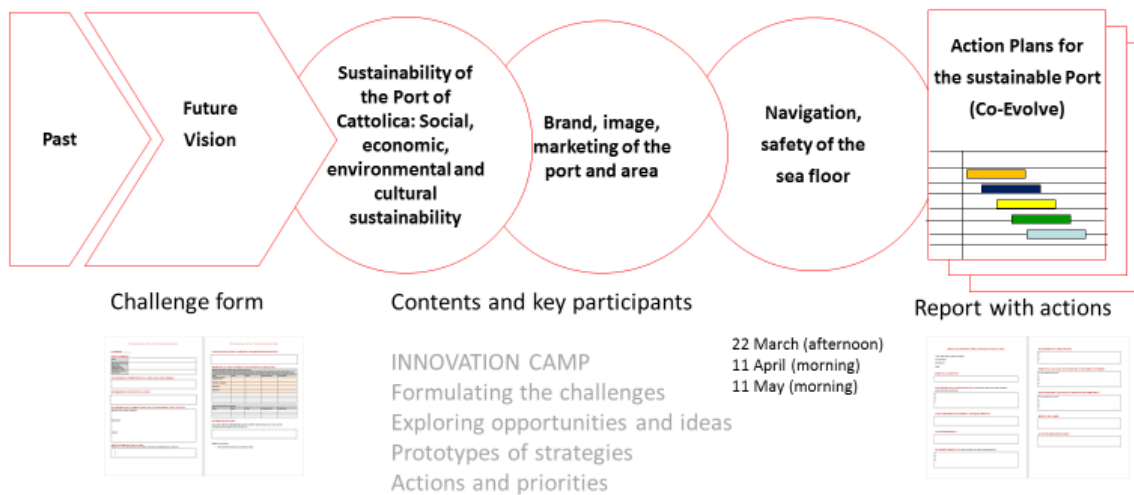 Past
Future
Vision
Sustainability of
the Port of
Cattolica: Social,
economic,
environmental and
cultural
sustainability
Brand, image,
marketing of the
port and area
Navigation,
safety of the
sea floor
Action Plans for
the sustainable Port
(Co-Evolve)
Challenge form
Contents and key participants
Report with actions
INNOVATION CAMP
Formulating the challenges
Exploring opportunities and ideas
Prototypes of strategies
Actions and priorities
22 March (afternoon)
11 April (morning)
11 May (morning)